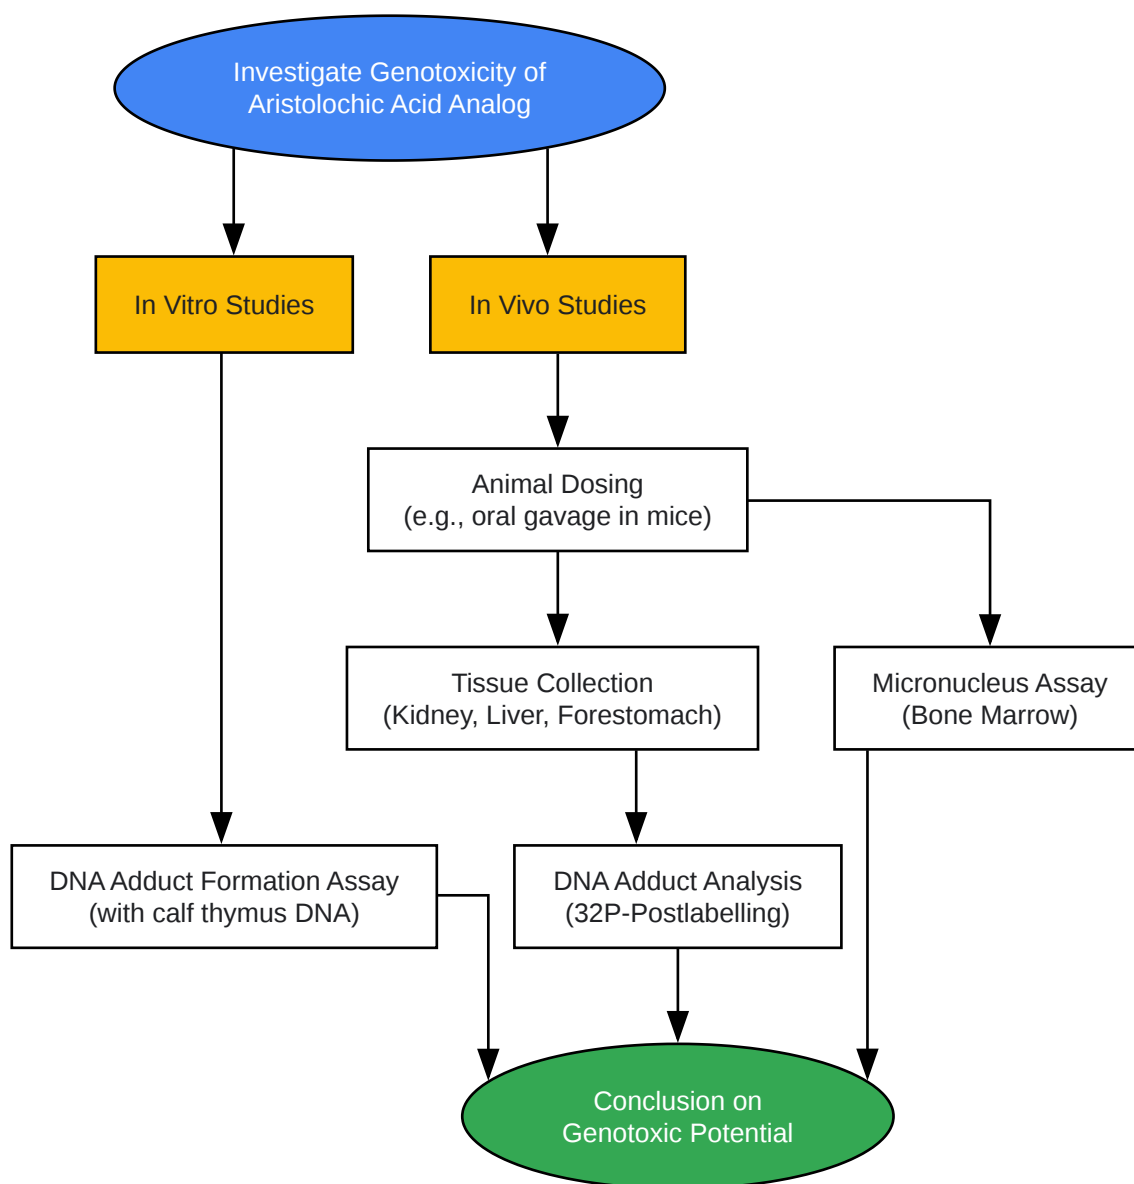 Investigate Genotoxicity of
Aristolochic Acid Analog
In Vitro Studies
In Vivo Studies
Animal Dosing
(e.g., oral gavage in mice)
Tissue Collection
(Kidney, Liver, Forestomach)
Micronucleus Assay
(Bone Marrow)
DNA Adduct Formation Assay
(with calf thymus DNA)
DNA Adduct Analysis
(32P-Postlabelling)
Conclusion on
Genotoxic Potential